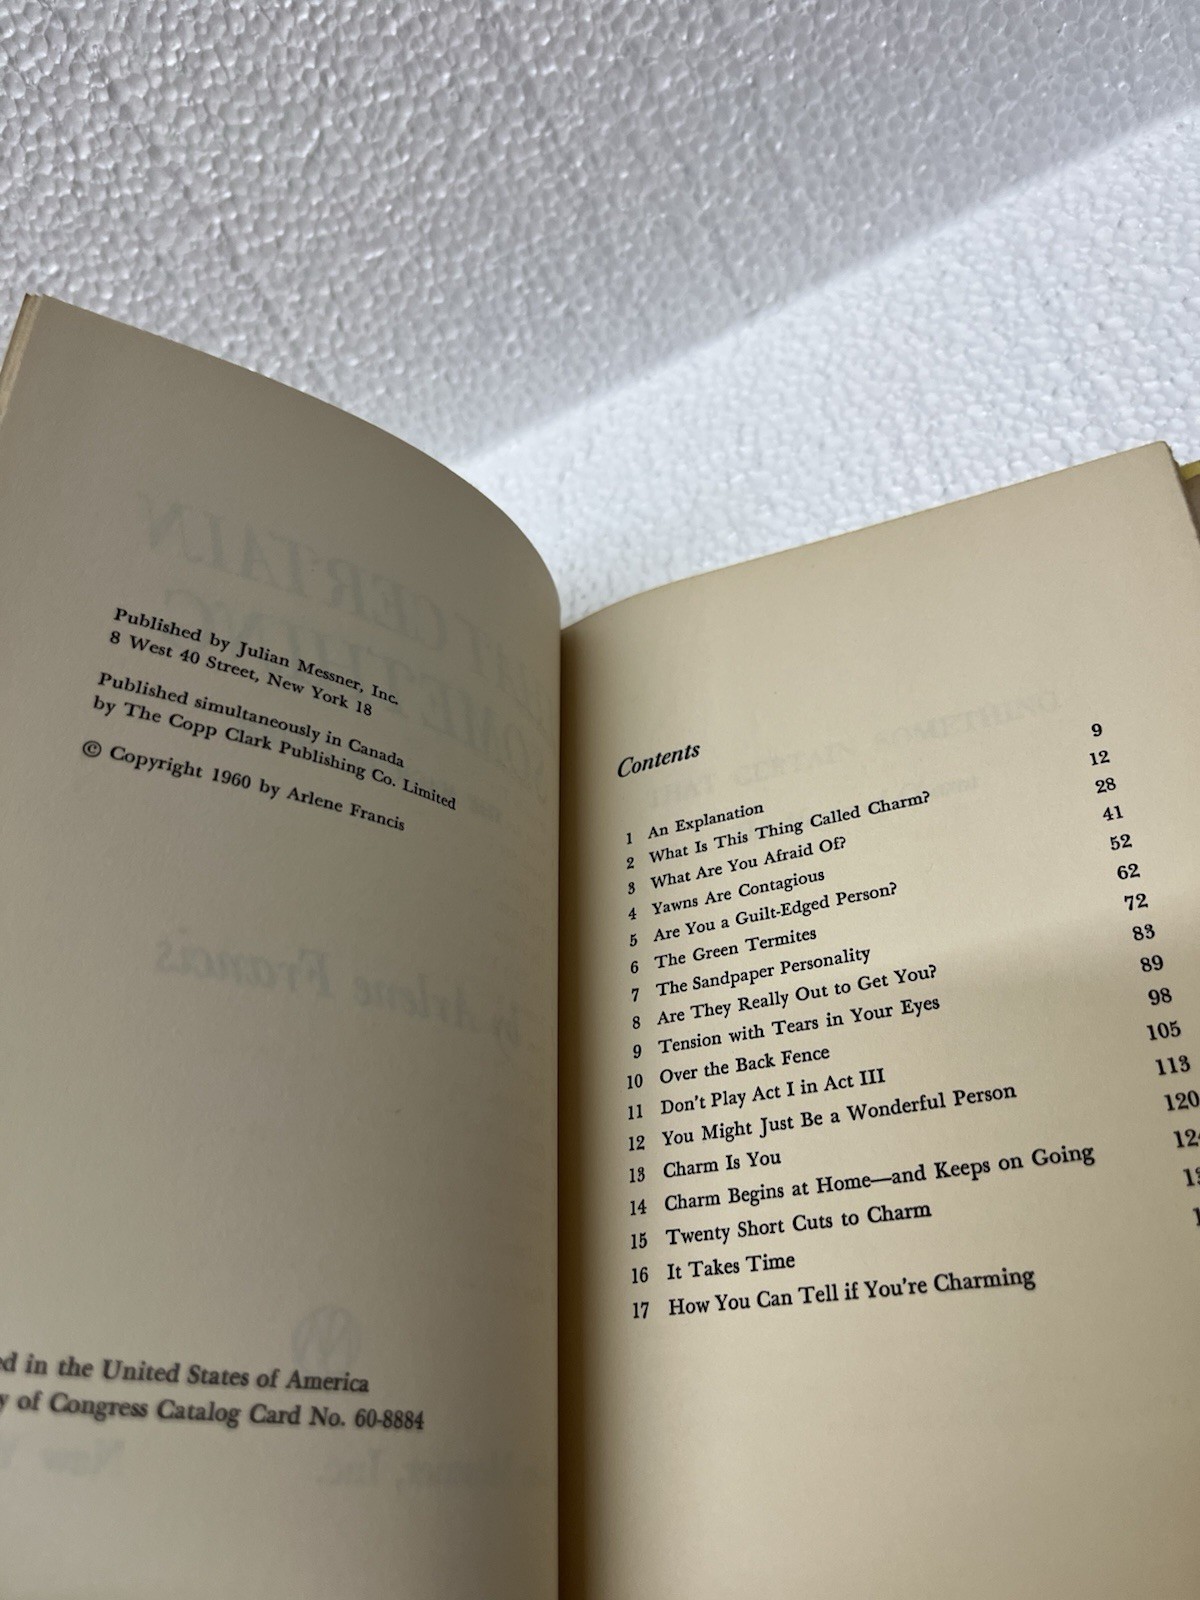 Published by Julian Messner, Inc.
8 West 40 Street, New York 18
Published simultaneously in Canada
by The Copp Clark Publishing Co. Limited
© Copyright 1960 by Arlene Francis
in the United States of America
of Congress Catalog Card No. 60-8884
Contents
1 An Explanation 9
2 What Is This Thing Called Charm? 12
3 What Are You Afraid Of? 28
4 Yawns Are Contagious 41
5 Are You a Guilt-Edged Person? 52
6 The Green Termites 62
7 The Sandpaper Personality 72
8 Are They Really Out to Get You? 83
9 Tension with Tears in Your Eyes 89
10 Over the Back Fence 98
11 Don't Play Act I in Act III 105
12 You Might Just Be a Wonderful Person 113
13 Charm Is You 120
14 Charm Begins at Home—and Keeps on Going
15 Twenty Short Cuts to Charm
16 It Takes Time
17 How You Can Tell if You're Charming